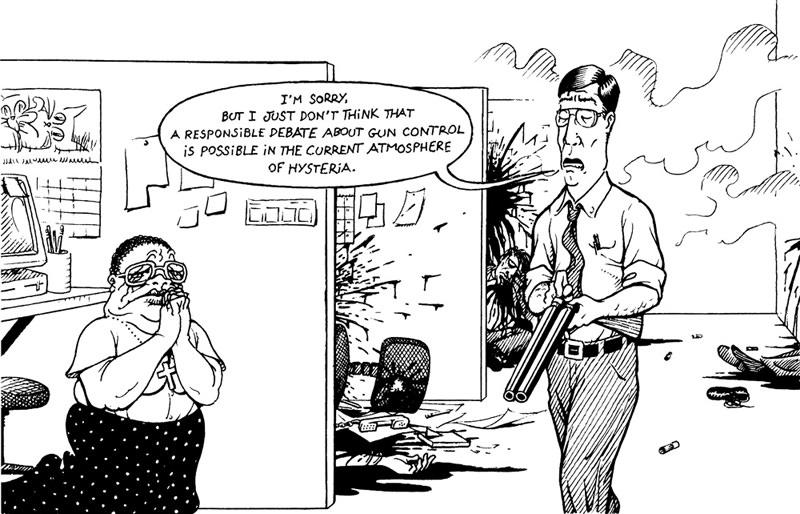 I'M SORRY,
BUT I JUST DON'T THINK THAT
A RESPONSIBLE DEBATE ABOUT GUN CONTROL
IS POSSIBLE IN THE CURRENT ATMOSPHERE
OF HYSTERiA.